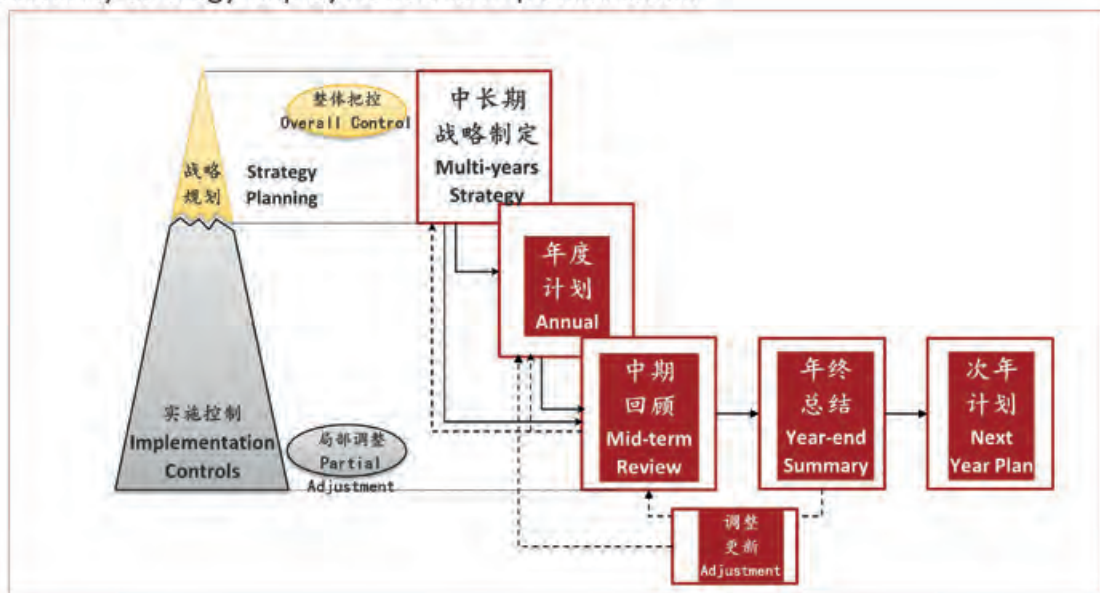 整体把控
Overall Control
战略
规划
Strategy
Planning
中长期
战略制定
Multi-years
Strategy
年度
计划
Annual
实施控制
Implementation
Controls
局部调整
Partial
Adjustment
中期
回顾
Mid-term
Review
年终
总结
Year-end
Summary
次年
计划
Next
Year Plan
调整
更新
Adjustment